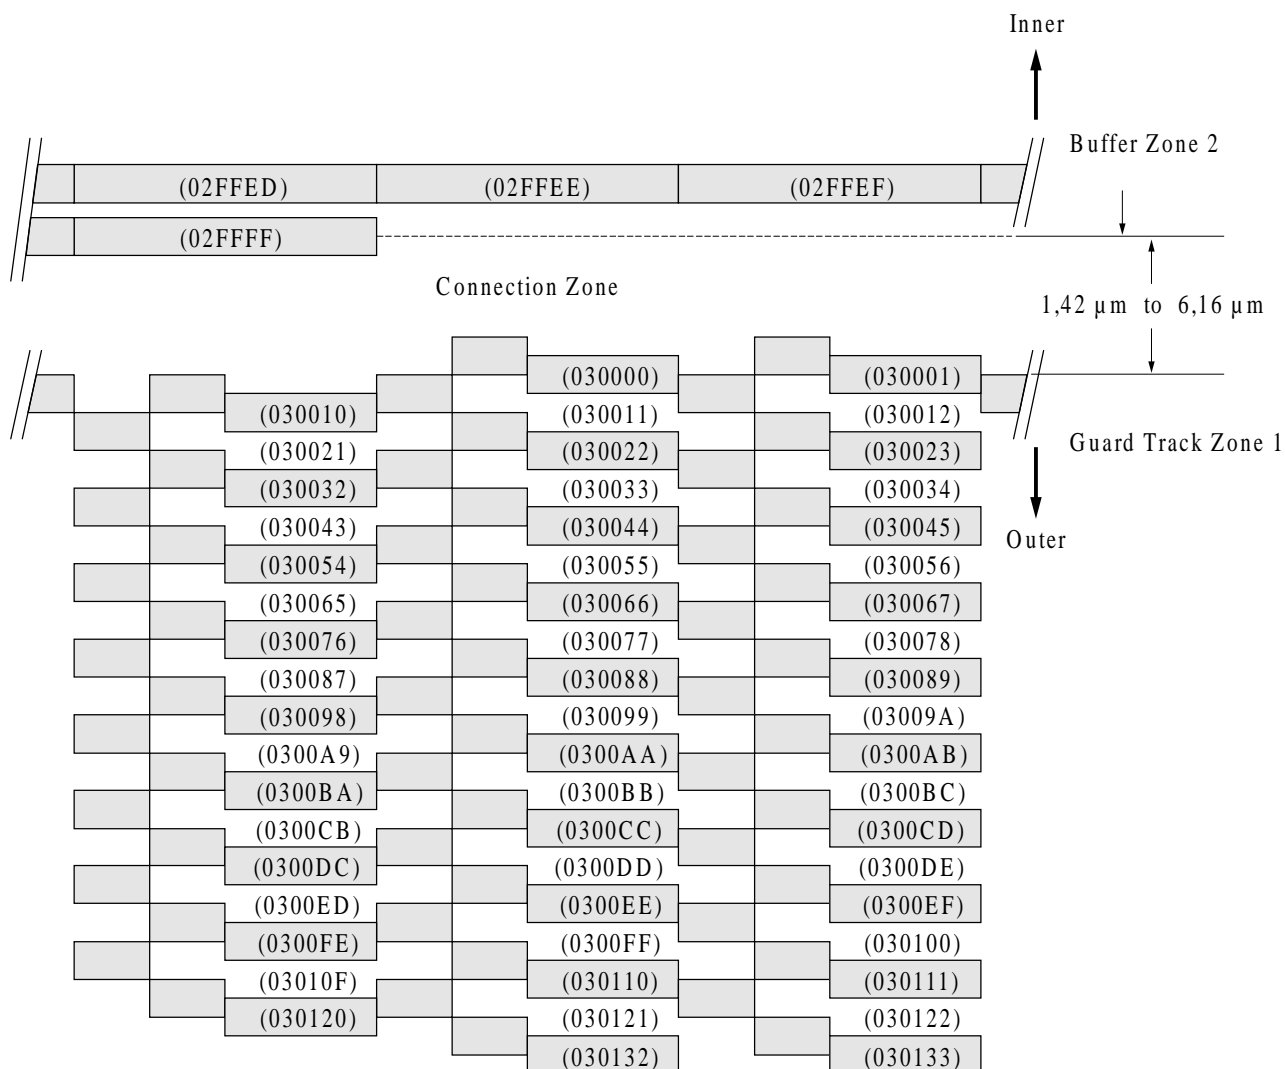 Inner
Buffer Zone 2
(02FFED) (02FFEE) (02FFEF)
(02FFFF)
Connection Zone
1,42 µm to 6,16 µm
(030000) (030001)
(030010) (030011) (030012)
(030021) (030022) (030023)
Guard Track Zone 1
(030032) (030033) (030034)
(030043) (030044) (030045)
Outer
(030054) (030055) (030056)
(030065) (030066) (030067)
(030076) (030077) (030078)
(030087) (030088) (030089)
(030098) (030099) (03009A)
(0300A9) (0300AA) (0300AB)
(0300BA) (0300BB) (0300BC)
(0300CB) (0300CC) (0300CD)
(0300DC) (0300DD) (0300DE)
(0300ED) (0300EE) (0300EF)
(0300FE) (0300FF) (030100)
(03010F) (030110) (030111)
(030120) (030121) (030122)
(030132) (030133)